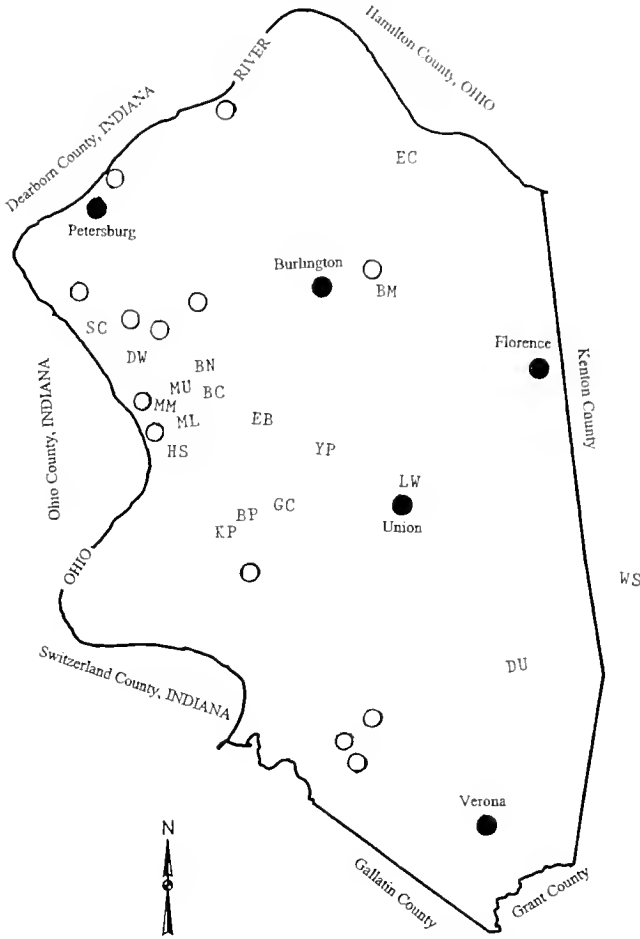 Hamilton County, OHIO
RIVER
Dearborn County, INDIANA
EC
Petersburg
Burlington
BM
SC
Florence
DW
BN
Kenton County
MU
BC
MM
ML
EB
Ohio County, INDIANA
HS
YP
LW
GC
BP
Union
KP
OHIO
WS
Switzerland County, INDIANA
DU
Verona
N
Gallatin County
Grant County